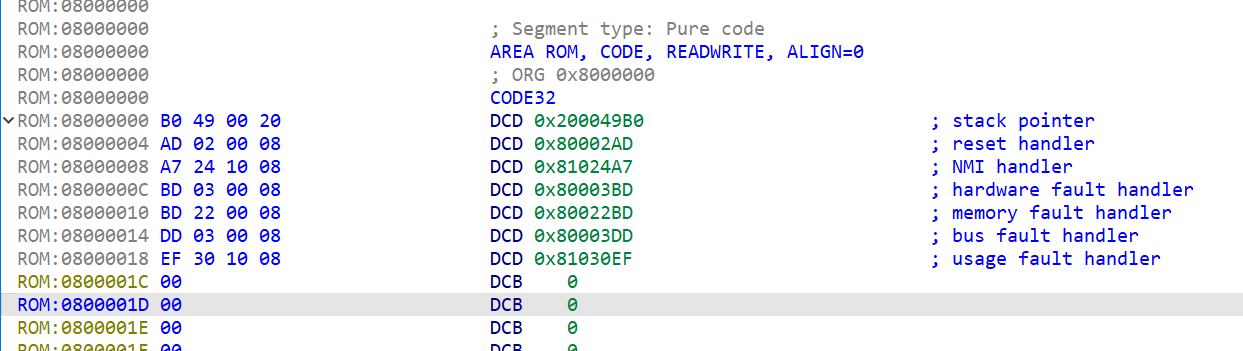 ROM:08000000
ROM:08000000 ; Segment type: Pure code
ROM:08000000 AREA ROM, CODE, READWRITE, ALIGN=0
ROM:08000000 ; ORG 0x8000000
ROM:08000000 CODE32
ROM:08000000 B0 49 00 20 DCD 0x200049B0 ; stack pointer
ROM:08000004 AD 02 00 08 DCD 0x80002AD ; reset handler
ROM:08000008 A7 24 10 08 DCD 0x81024A7 ; NMI handler
ROM:0800000C BD 03 00 08 DCD 0x80003BD ; hardware fault handler
ROM:08000010 BD 22 00 08 DCD 0x80022BD ; memory fault handler
ROM:08000014 DD 03 00 08 DCD 0x80003DD ; bus fault handler
ROM:08000018 EF 30 10 08 DCD 0x81030EF ; usage fault handler
ROM:0800001C 00 DCB 0
ROM:0800001D 00 DCB 0
ROM:0800001E 00 DCB 0
ROM:0800001F 00 DCB 0